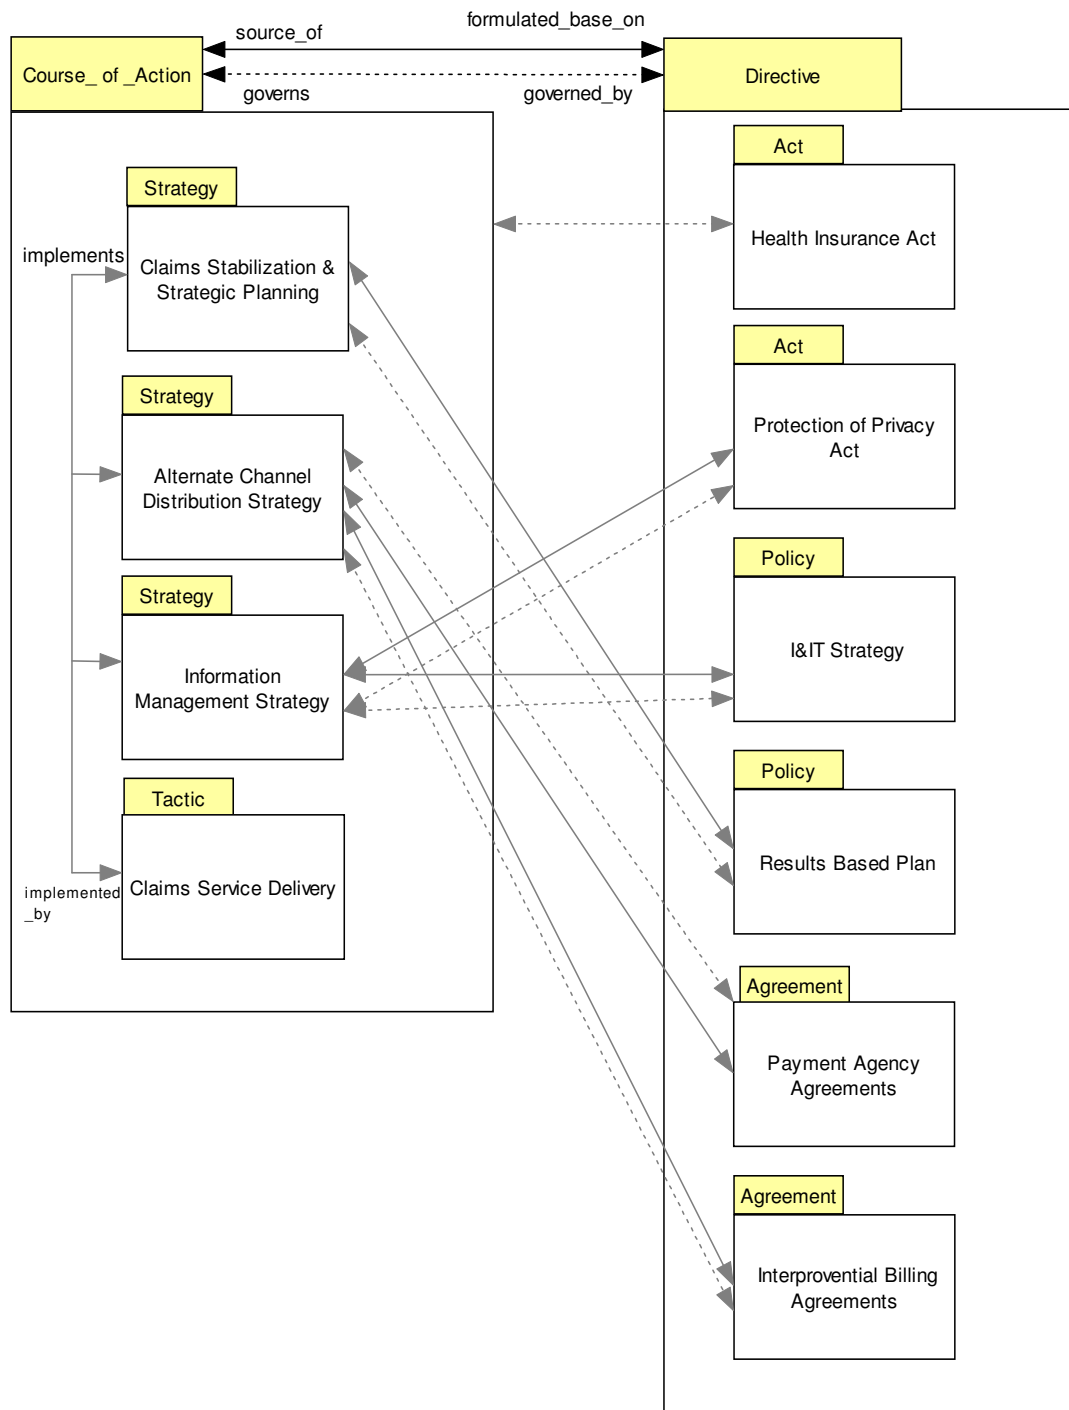 formulated_base_on
source_of
Course_ of _Action
Directive
governs
governed_by
Act
Strategy
Health Insurance Act
implements
Claims Stabilization &
Strategic Planning
Act
Strategy
Protection of Privacy
Act
Alternate Channel
Distribution Strategy
Policy
Strategy
I&IT Strategy
Information
Management Strategy
Policy
Tactic
Results Based Plan
Claims Service Delivery
implemented
_by
Agreement
Payment Agency
Agreements
Agreement
Interprovential Billing
Agreements